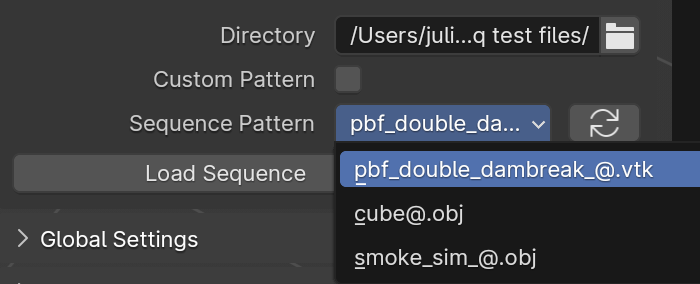 Directory /Users/juli...q test files/
Custom Pattern
Sequence Pattern pbf_double_da...
Load Sequence
pbf_double_dambreak_@.vtk
cube@.obj
smoke_sim_@.obj
Global Settings